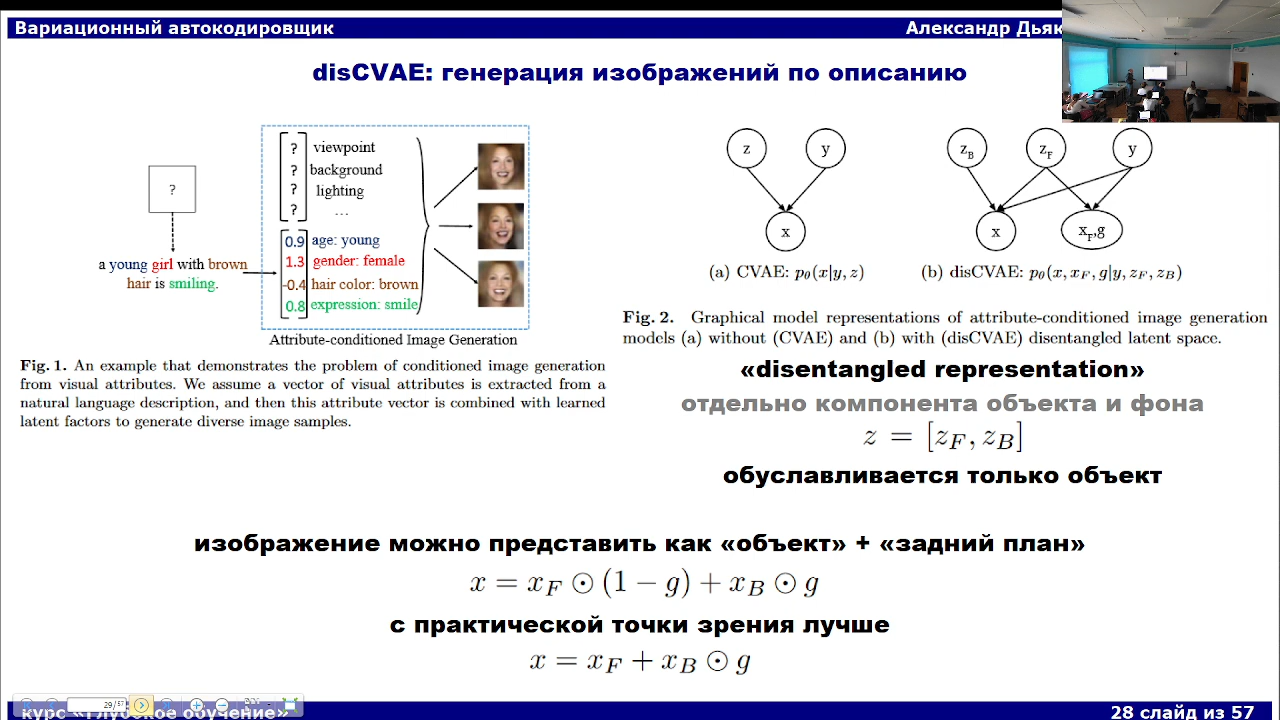 Вариационный автокодировщик
Александр Дьяк
disCVAE: генерация изображений по описанию
?
a young girl with brown
hair is smiling.
? viewpoint
? background
? lighting
? ...
0.9 age: young
1.3 gender: female
-0.4 hair color: brown
0.8 expression: smile
Attribute-conditioned Image Generation
Fig. 1. An example that demonstrates the problem of conditioned image generation
from visual attributes. We assume a vector of visual attributes is extracted from a
natural language description, and then this attribute vector is combined with learned
latent factors to generate diverse image samples.
z y
x
z_B z_F y
x x_F,g
(a) CVAE: p_θ(x|y, z)
(b) disCVAE: p_θ(x, x_F, g|y, z_F, z_B)
Fig. 2. Graphical model representations of attribute-conditioned image generation
models (a) without (CVAE) and (b) with (disCVAE) disentangled latent space.
«disentangled representation»
отдельно компонента объекта и фона
z = [z_F, z_B]
обуславливается только объект
изображение можно представить как «объект» + «задний план»
x = x_F ⊙ (1 − g) + x_B ⊙ g
с практической точки зрения лучше
x = x_F + x_B ⊙ g
29/57
курс «Глубокое обучение»
28 слайд из 57